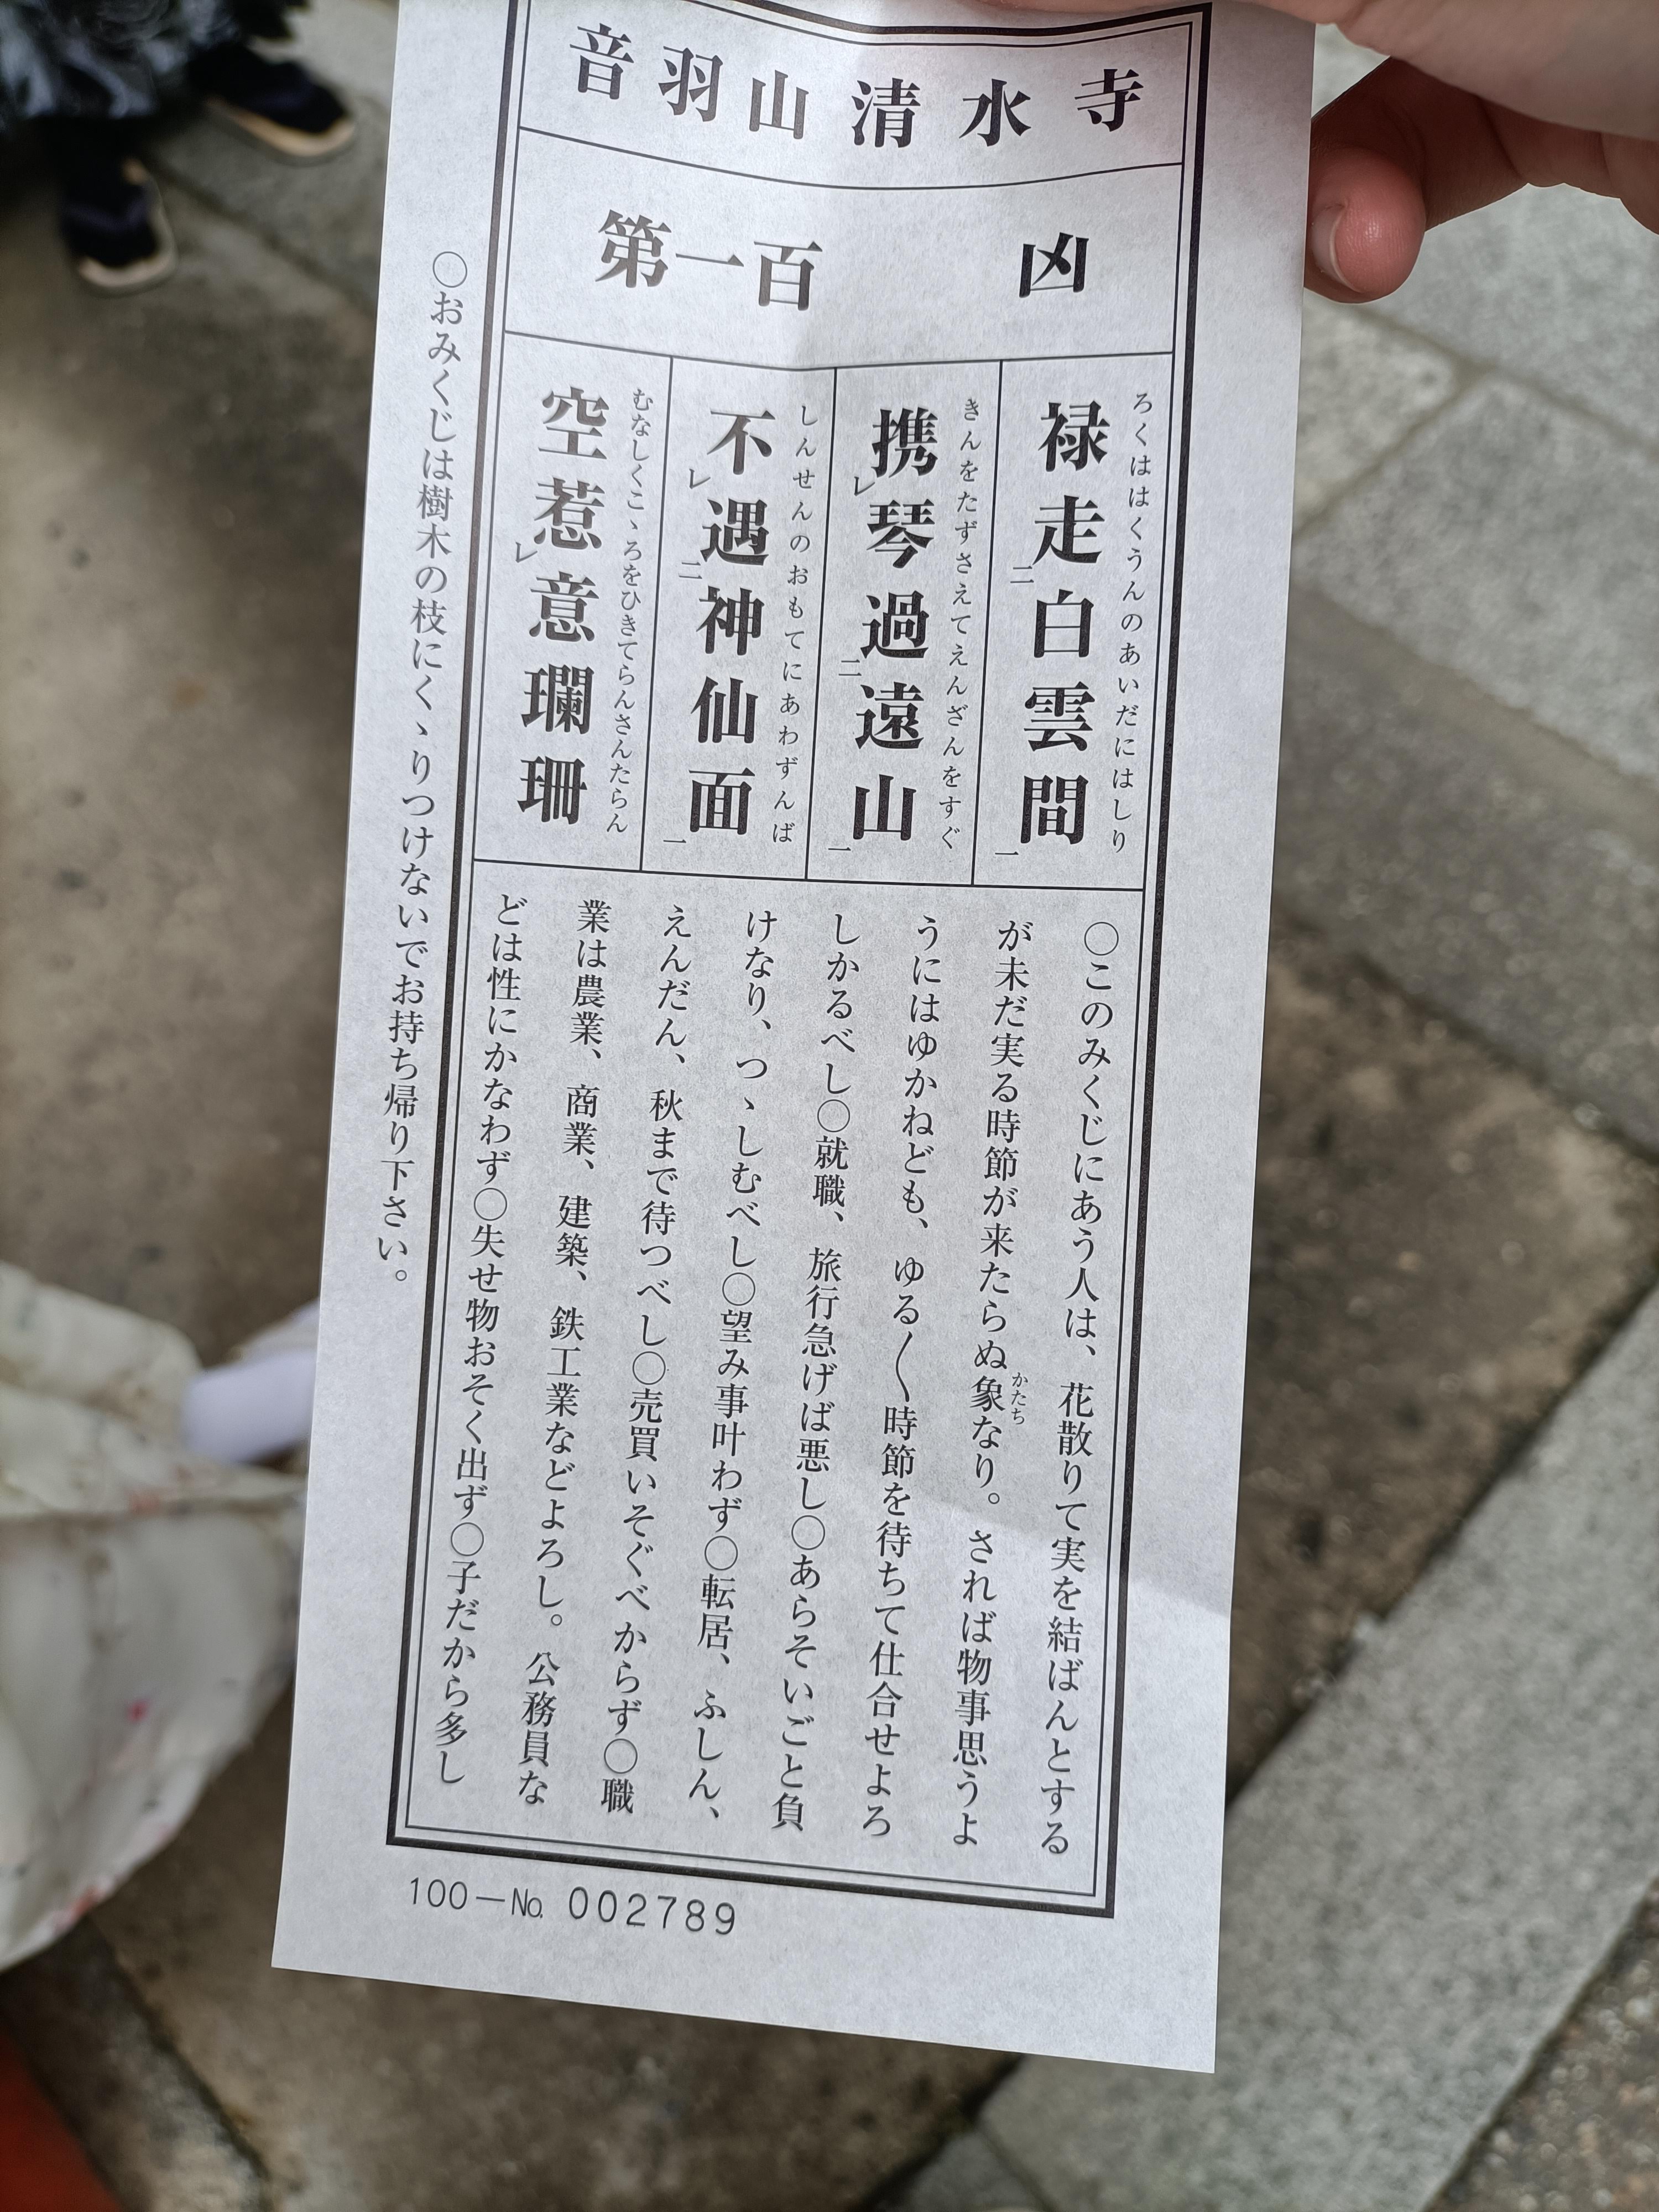 音羽山清水寺
第一百 凶
禄走白雲間
ろくははくうんのあいだにはしり
携琴過遠山
きんをたずさえてえんざんをすぐ
不遇神仙面
しんせんのおもてにあわずんば
空惹意瓓珊
むなしくこゝろをひきてらんさんたらん
〇このみくじにあう人は、花散りて実を結ばんとする
が未だ実る時節が来たらぬ象なり。されば物事思うよ
かたち
うにはゆかねども、ゆる〱時節を待ちて仕合せよろ
しかるべし〇就職、旅行急げば悪し〇あらそいごと負
けなり、つゝしむべし〇望み事叶わず〇転居、ふしん、
えんだん、秋まで待つべし〇売買いそぐべからず〇職
業は農業、商業、建築、鉄工業などよろし。公務員な
どは性にかなわず〇失せ物おそく出ず〇子だから多し
〇おみくじは樹木の枝にくゝりつけないでお持ち帰り下さい。
100－№ 002789